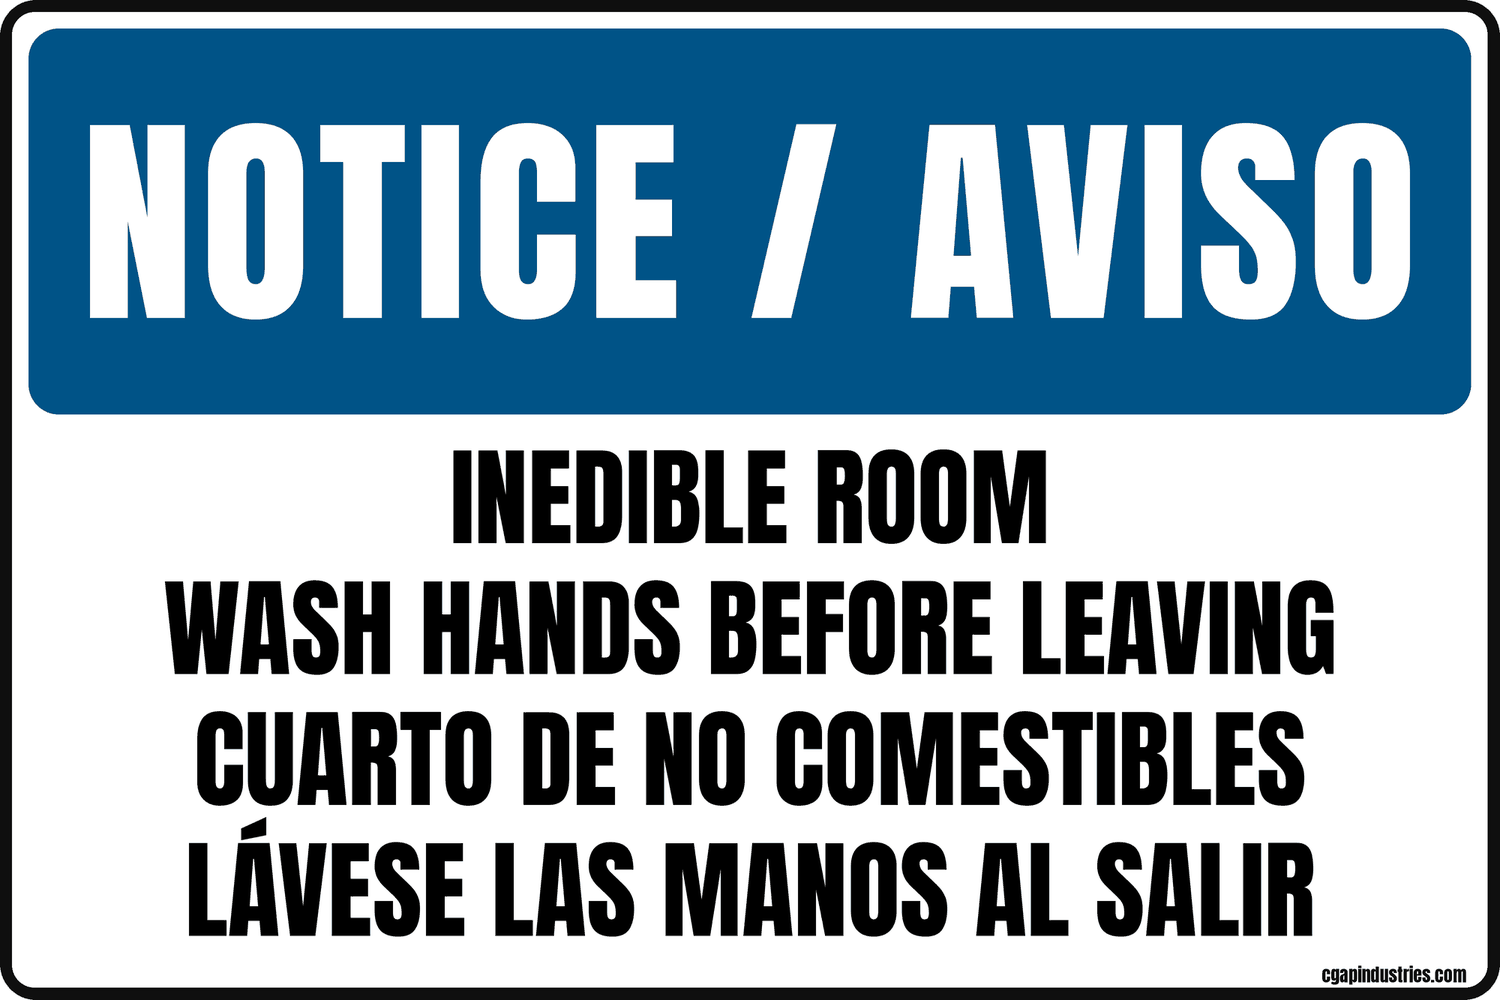 NOTICE / AVISO
INEDIBLE ROOM
WASH HANDS BEFORE LEAVING
CUARTO DE NO COMESTIBLES
LÁVESE LAS MANOS AL SALIR
cgapindustries.com